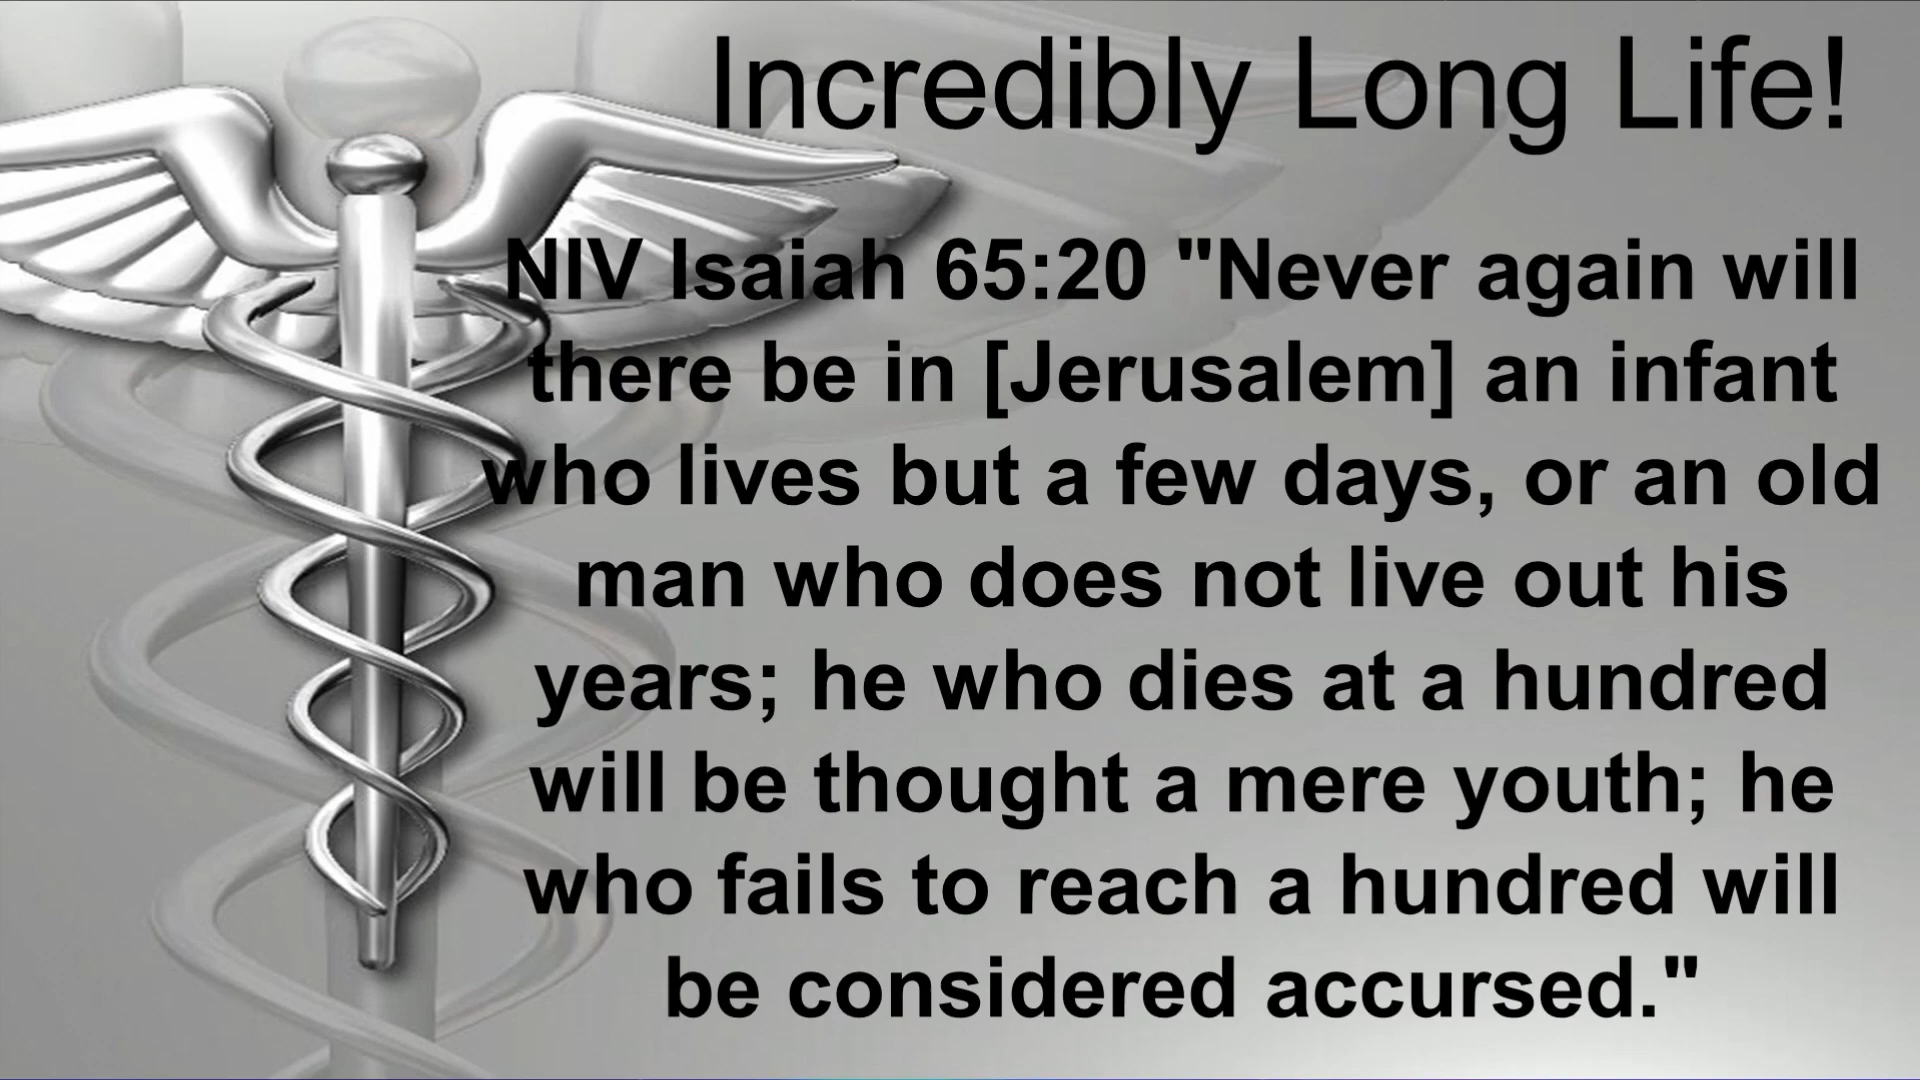 Incredibly Long Life!
NIV Isaiah 65:20 "Never again will
there be in [Jerusalem] an infant
who lives but a few days, or an old
man who does not live out his
years; he who dies at a hundred
will be thought a mere youth; he
who fails to reach a hundred will
be considered accursed."